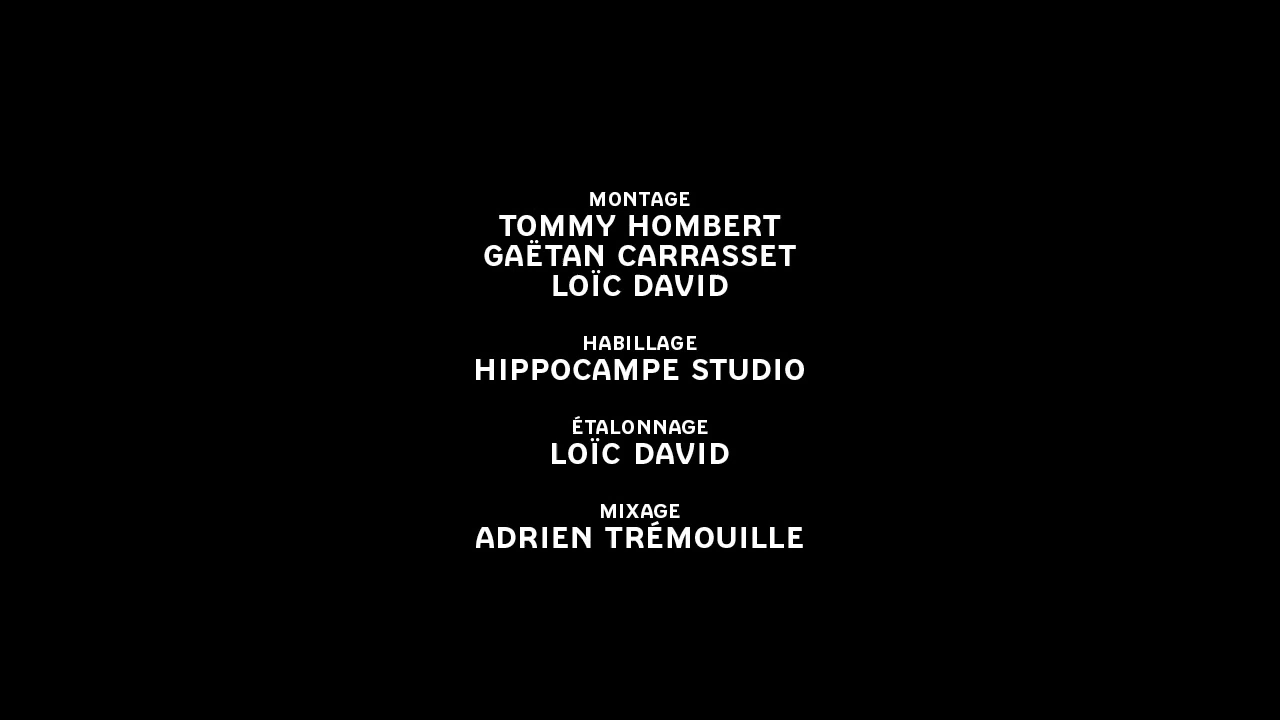 MONTAGE
TOMMY HOMBERT
GAËTAN CARRASSET
LOÏC DAVID
HABILLAGE
HIPPOCAMPE STUDIO
ÉTALONNAGE
LOÏC DAVID
MIXAGE
ADRIEN TRÉMOUILLE